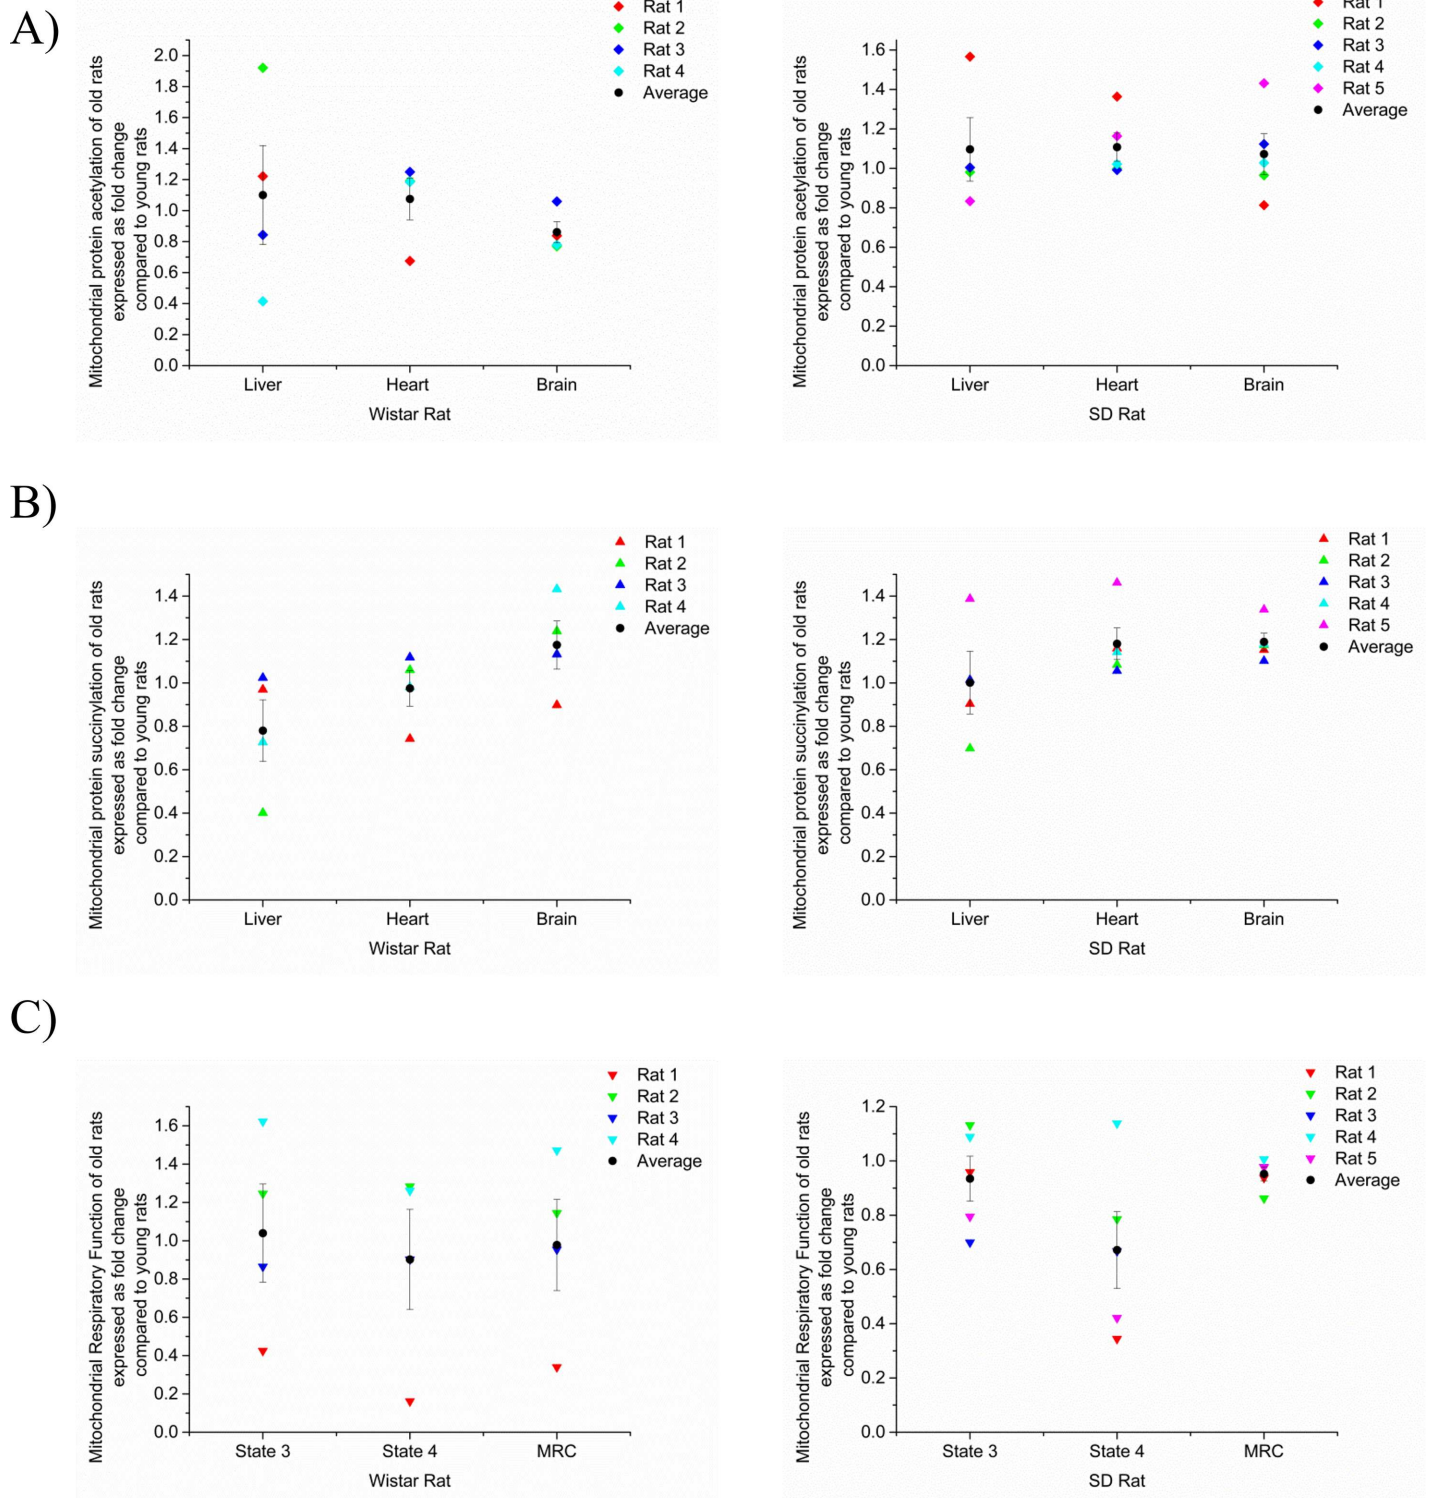 A)
Rat 1
Rat 2
Rat 3
Rat 4
Average
Mitochondrial protein acetylation of old rats
expressed as fold change
compared to young rats
2.0
1.8
1.6
1.4
1.2
1.0
0.8
0.6
0.4
0.2
0.0
Liver Heart Brain
Wistar Rat
Rat 1
Rat 2
Rat 3
Rat 4
Rat 5
Average
Mitochondrial protein acetylation of old rats
expressed as fold change
compared to young rats
1.6
1.4
1.2
1.0
0.8
0.6
0.4
0.2
0.0
Liver Heart Brain
SD Rat
B)
Rat 1
Rat 2
Rat 3
Rat 4
Average
Mitochondrial protein succinylation of old rats
expressed as fold change
compared to young rats
1.4
1.2
1.0
0.8
0.6
0.4
0.2
0.0
Liver Heart Brain
Wistar Rat
Rat 1
Rat 2
Rat 3
Rat 4
Rat 5
Average
Mitochondrial protein succinylation of old rats
expressed as fold change
compared to young rats
1.4
1.2
1.0
0.8
0.6
0.4
0.2
0.0
Liver Heart Brain
SD Rat
C)
Rat 1
Rat 2
Rat 3
Rat 4
Average
Mitochondrial Respiratory Function of old rats
expressed as fold change
compared to young rats
1.6
1.4
1.2
1.0
0.8
0.6
0.4
0.2
0.0
State 3 State 4 MRC
Wistar Rat
Rat 1
Rat 2
Rat 3
Rat 4
Rat 5
Average
Mitochondrial Respiratory Function of old rats
expressed as fold change
compared to young rats
1.2
1.0
0.8
0.6
0.4
0.2
0.0
State 3 State 4 MRC
SD Rat